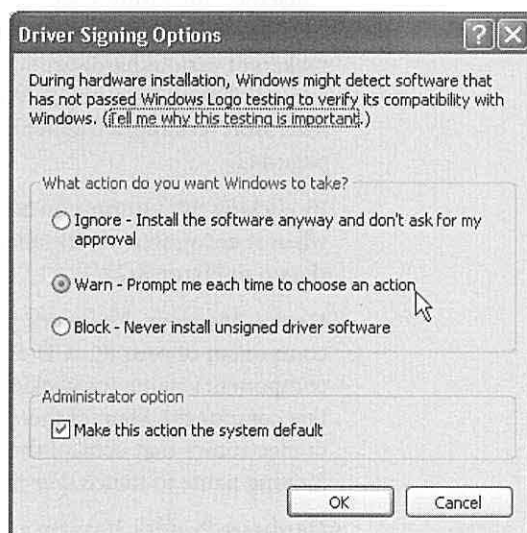 Driver Signing Options
During hardware installation, Windows might detect software that
has not passed Windows Logo testing to verify its compatibility with
Windows. (Tell me why this testing is important.)
What action do you want Windows to take?
Ignore - Install the software anyway and don't ask for my
approval
Warn - Prompt me each time to choose an action
Block - Never install unsigned driver software
Administrator option
Make this action the system default
OK
Cancel